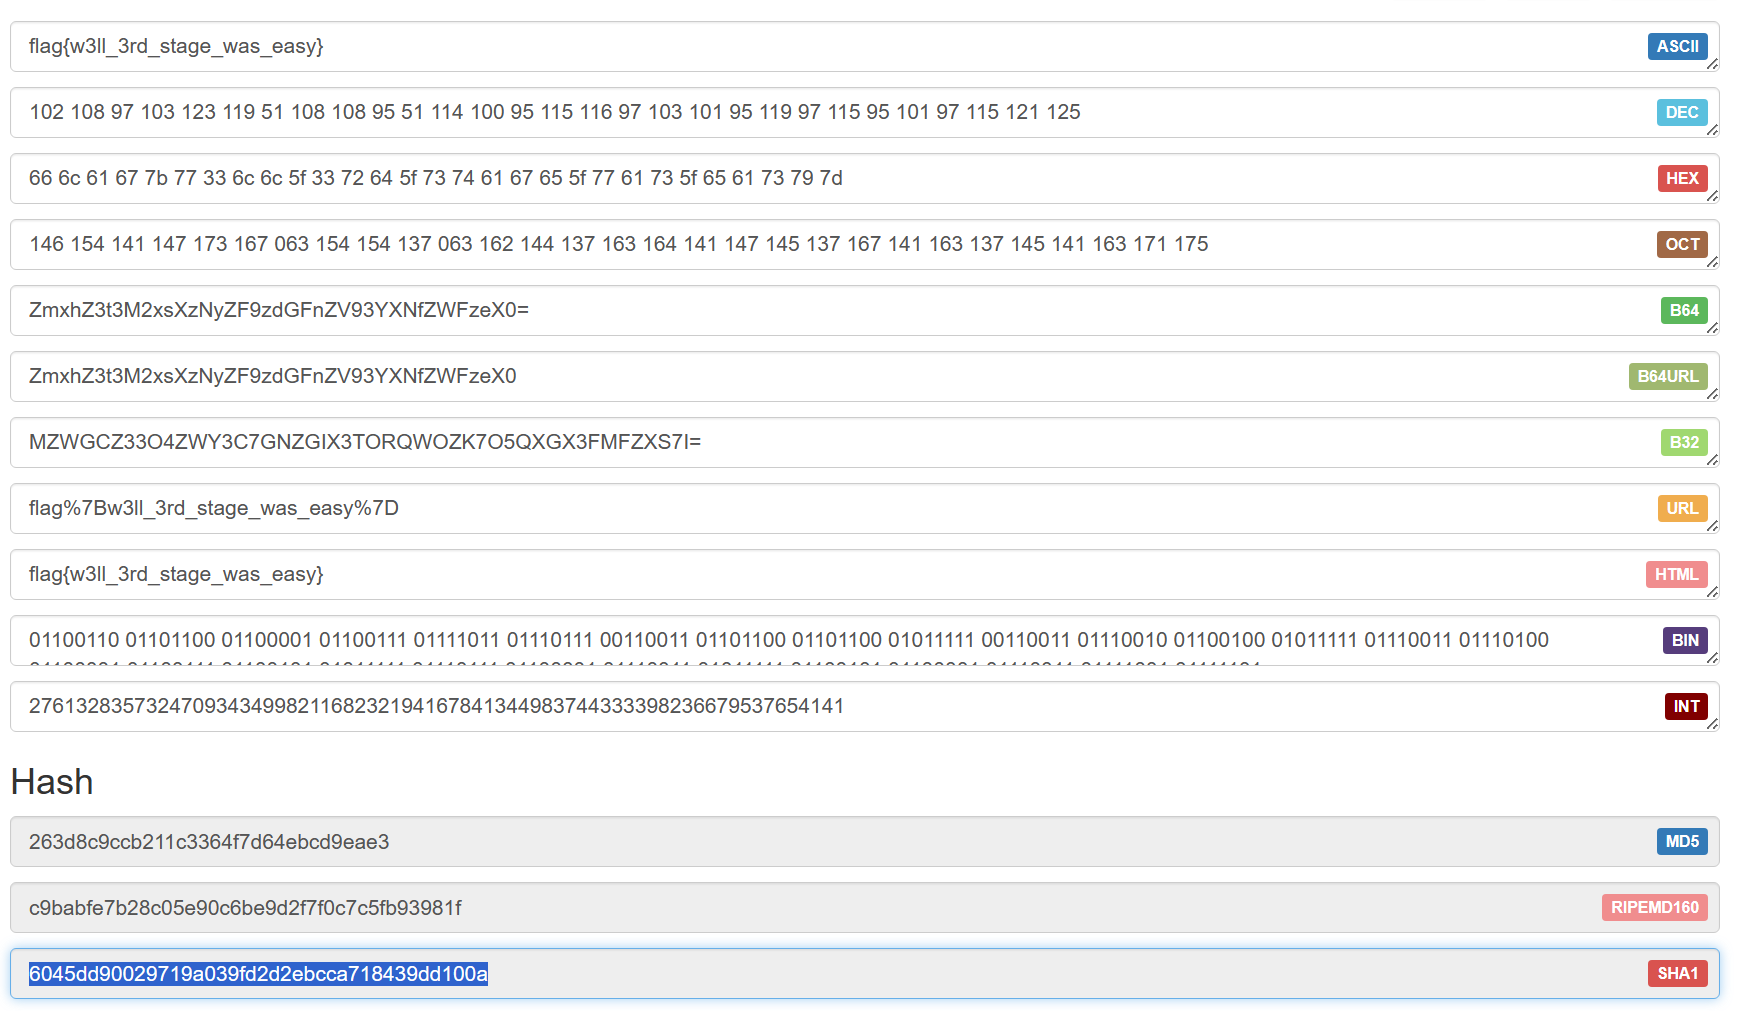 flag{w3ll_3rd_stage_was_easy} ASCII
102 108 97 103 123 119 51 108 108 95 51 114 100 95 115 116 97 103 101 95 119 97 115 95 101 97 115 121 125 DEC
66 6c 61 67 7b 77 33 6c 6c 5f 33 72 64 5f 73 74 61 67 65 5f 77 61 73 5f 65 61 73 79 7d HEX
146 154 141 147 173 167 063 154 154 137 063 162 144 137 163 164 141 147 145 137 167 141 163 137 145 141 163 171 175 OCT
ZmxhZ3t3M2xsXzNyZF9zdGFnZV93YXNfZWFzeX0= B64
ZmxhZ3t3M2xsXzNyZF9zdGFnZV93YXNfZWFzeX0 B64URL
MZWGCZ33O4ZWY3C7GNZGIX3TORQWOZK7O5QXGX3FMFZXS7I= B32
flag%7Bw3ll_3rd_stage_was_easy%7D URL
flag{w3ll_3rd_stage_was_easy} HTML
01100110 01101100 01100001 01100111 01111011 01110111 00110011 01101100 01101100 01011111 00110011 01110010 01100100 01011111 01110011 01110100 BIN
2761328357324709343499821168232194167841344983744333398236679537654141 INT
Hash
263d8c9ccb211c3364f7d64ebcd9eae3 MD5
c9babfe7b28c05e90c6be9d2f7f0c7c5fb93981f RIPEMD160
6045dd90029719a039fd2d2ebcca718439dd100a SHA1